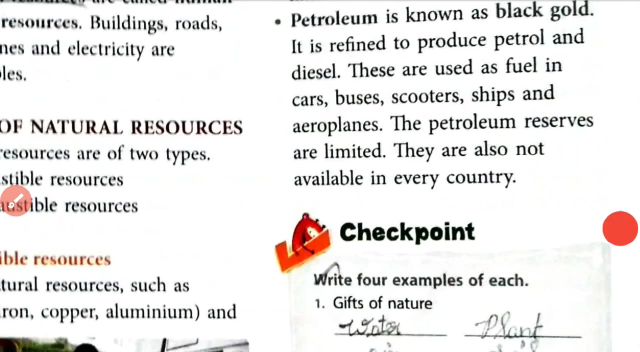 resources. Buildings, roads,
nes and electricity are
les.
OF NATURAL RESOURCES
resources are of two types.
stible resources
stible resources
ible resources
tural resources, such as
ron, copper, aluminium) and
• Petroleum is known as black gold.
It is refined to produce petrol and
diesel. These are used as fuel in
cars, buses, scooters, ships and
aeroplanes. The petroleum reserves
are limited. They are also not
available in every country.
Checkpoint
Write four examples of each.
1. Gifts of nature
Water Plant